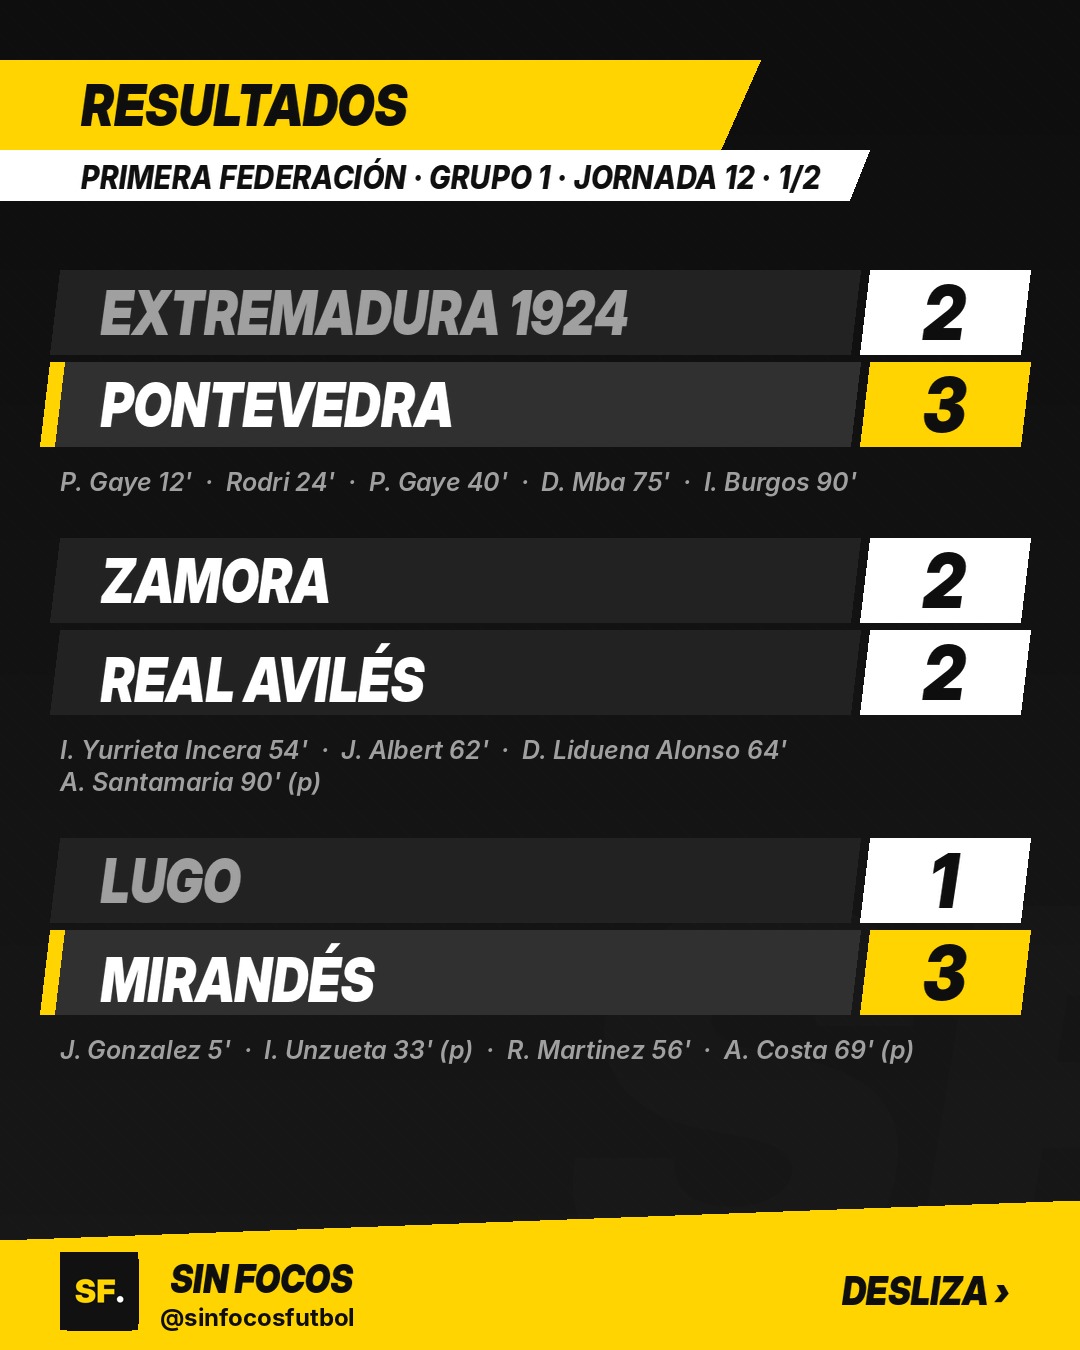 RESULTADOS
PRIMERA FEDERACIÓN · GRUPO 1 · JORNADA 12 · 1/2
EXTREMADURA 1924 2
PONTEVEDRA 3
P. Gaye 12' · Rodri 24' · P. Gaye 40' · D. Mba 75' · I. Burgos 90'
ZAMORA 2
REAL AVILÉS 2
I. Yurrieta Incera 54' · J. Albert 62' · D. Liduena Alonso 64'
A. Santamaria 90' (p)
LUGO 1
MIRANDÉS 3
J. Gonzalez 5' · I. Unzueta 33' (p) · R. Martinez 56' · A. Costa 69' (p)
SF.
SIN FOCOS
@sinfocosfutbol
DESLIZA ›